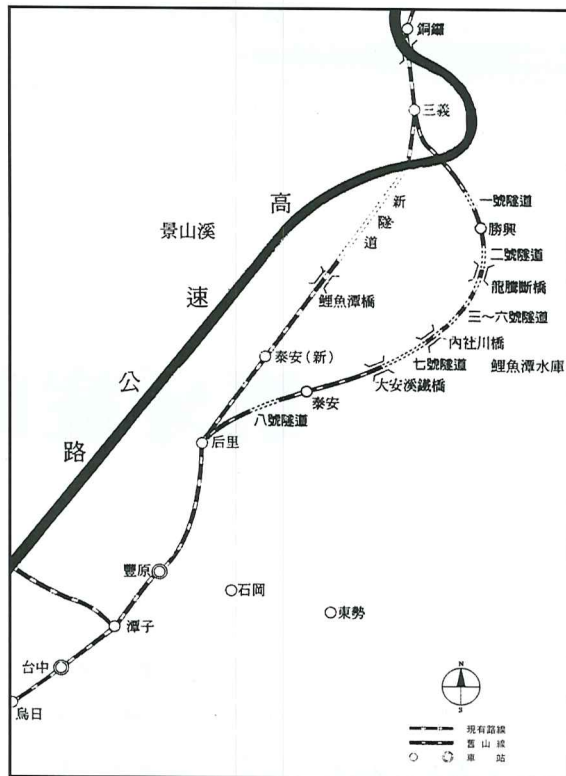 銅鑼
三義
一號隧道
勝興
二號隧道
龍騰斷橋
三～六號隧道
內社川橋
七號隧道
鯉魚潭水庫
大安溪鐵橋
泰安
八號隧道
新隧道
鯉魚潭橋
泰安(新)
后里
景山溪
高速公路
豐原
石岡
東勢
潭子
台中
烏日
N
S
現有路線
舊山線
車站